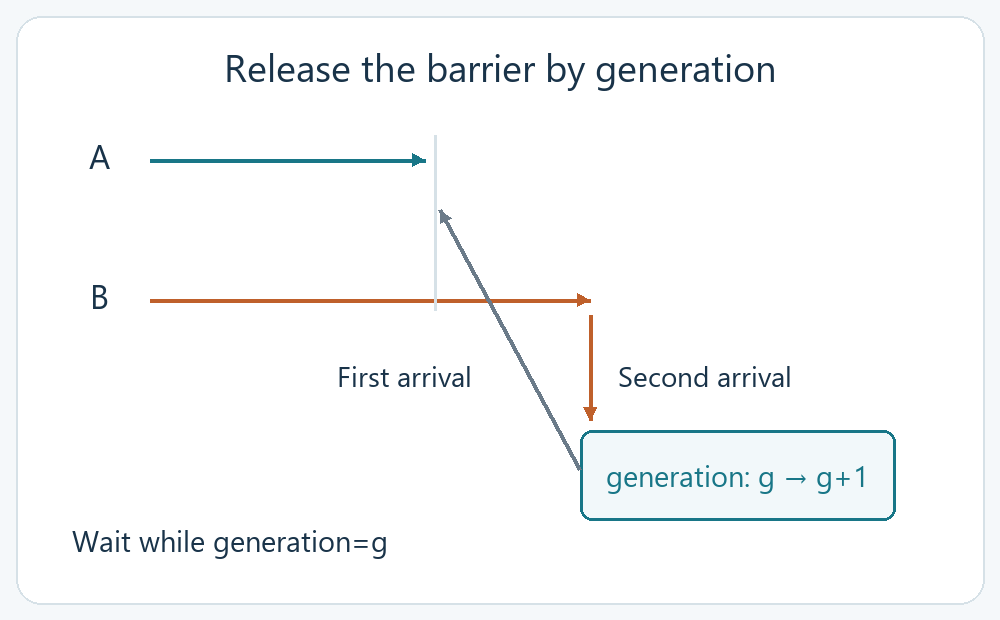 Release the barrier by generation
A
B
First arrival
Second arrival
generation: g → g+1
Wait while generation=g